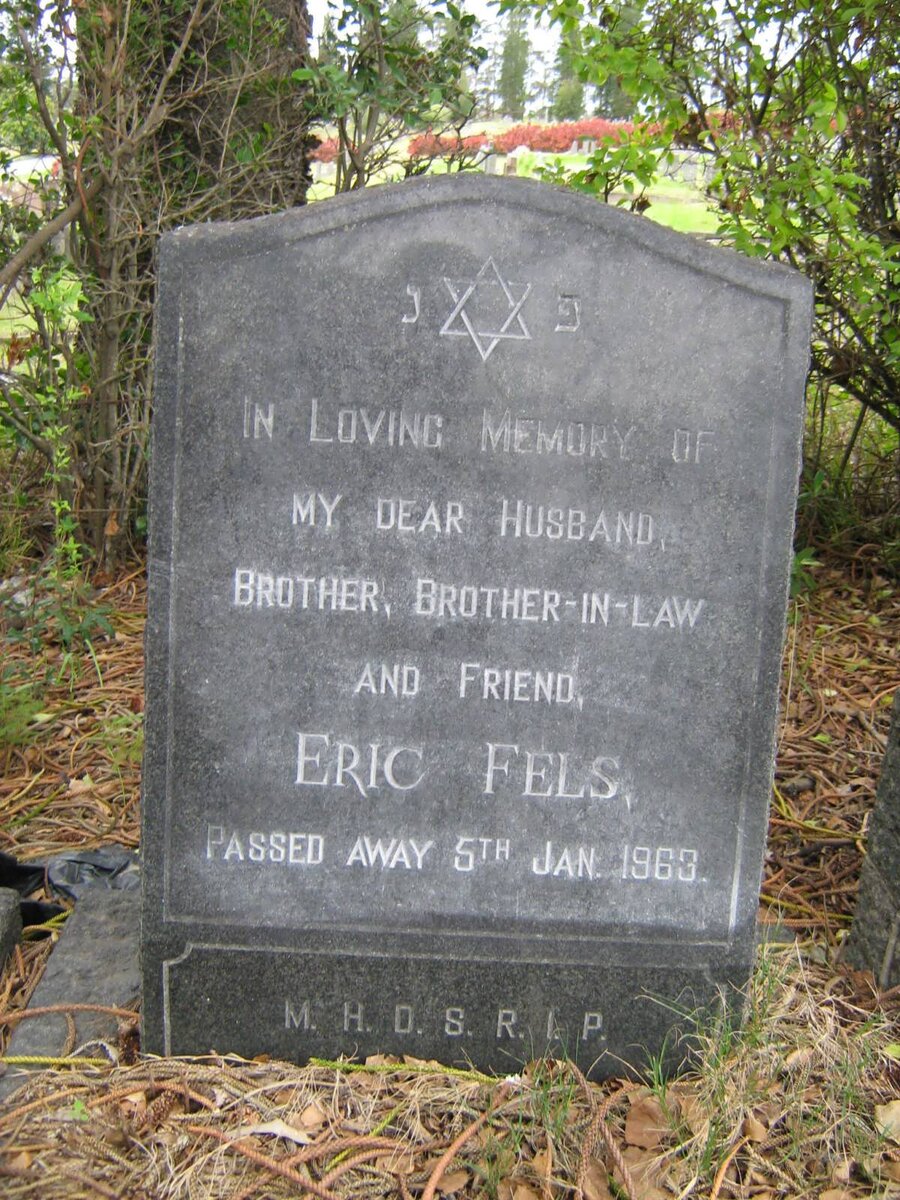 פ נ
IN LOVING MEMORY OF
MY DEAR HUSBAND,
BROTHER, BROTHER-IN-LAW
AND FRIEND,
ERIC FELS,
PASSED AWAY 5TH JAN. 1963.
M. H. D. S. R. I. P.